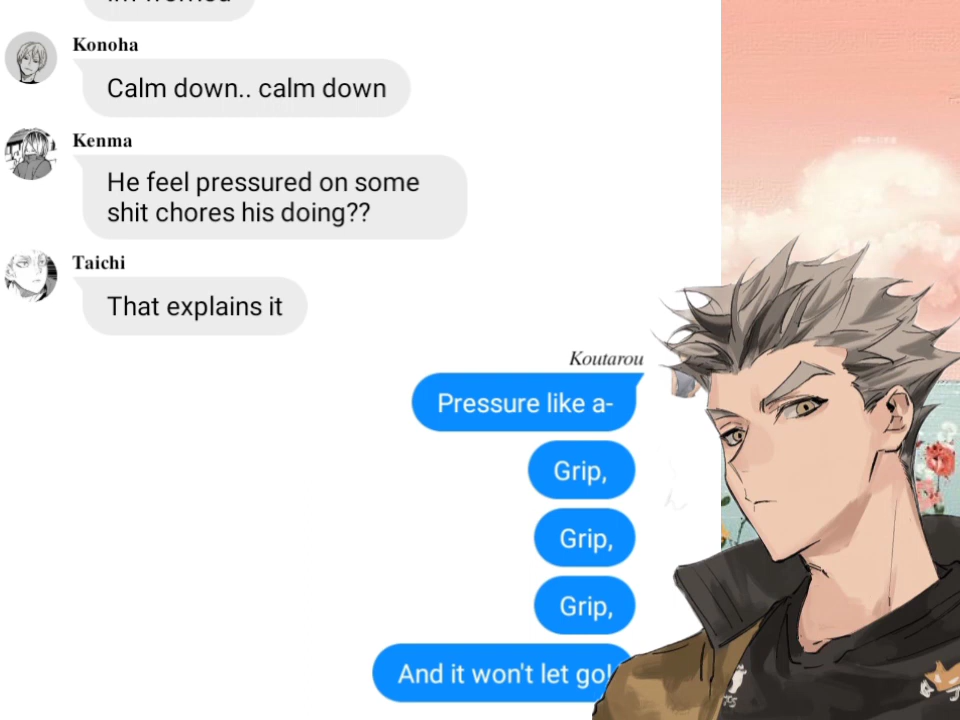 Konoha
Calm down.. calm down
Kenma
He feel pressured on some
shit chores his doing??
Taichi
That explains it
Koutarou
Pressure like a-
Grip,
Grip,
Grip,
And it won't let go!